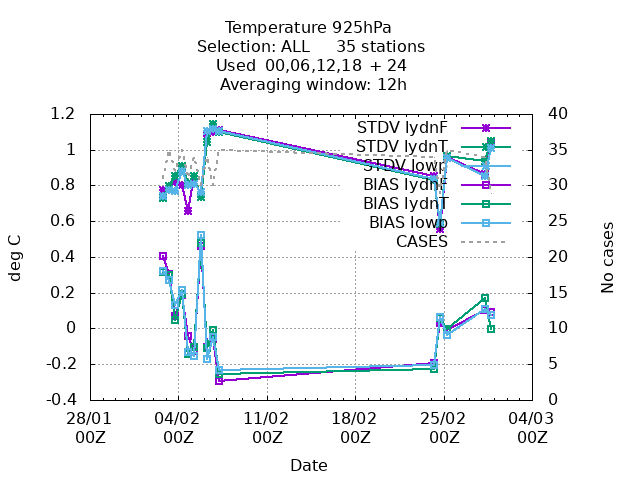 Temperature 925hPa
Selection: ALL 35 stations
Used 00,06,12,18 + 24
Averaging window: 12h
deg C
1.2
1
0.8
0.6
0.4
0.2
0
-0.2
-0.4
STDV lydnF
STDV lydnT
STDV lowp
BIAS lydnF
BIAS lydnT
BIAS lowp
CASES
40
35
30
25
20
15
10
5
0
No cases
28/01 04/02 11/02 18/02 25/02 04/03
00Z 00Z 00Z 00Z 00Z 00Z
Date